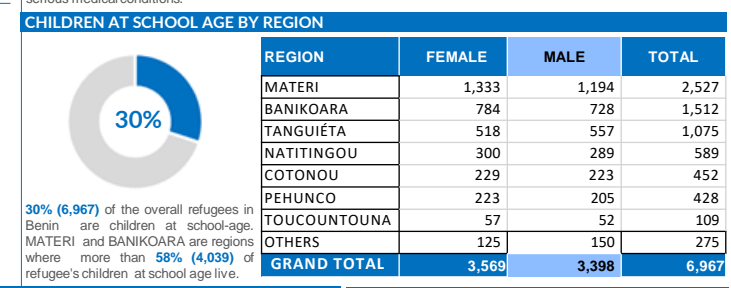 serious medical conditions.
CHILDREN AT SCHOOL AGE BY REGION
30%
30% (6,967) of the overall refugees in
Benin are children at school-age.
MATERI and BANIKOARA are regions
where more than 58% (4,039) of
refugee's children at school age live.
REGION FEMALE MALE TOTAL
MATERI 1,333 1,194 2,527
BANIKOARA 784 728 1,512
TANGUIÉTA 518 557 1,075
NATITINGOU 300 289 589
COTONOU 229 223 452
PEHUNCO 223 205 428
TOUCOUNTOUNA 57 52 109
OTHERS 125 150 275
GRAND TOTAL 3,569 3,398 6,967